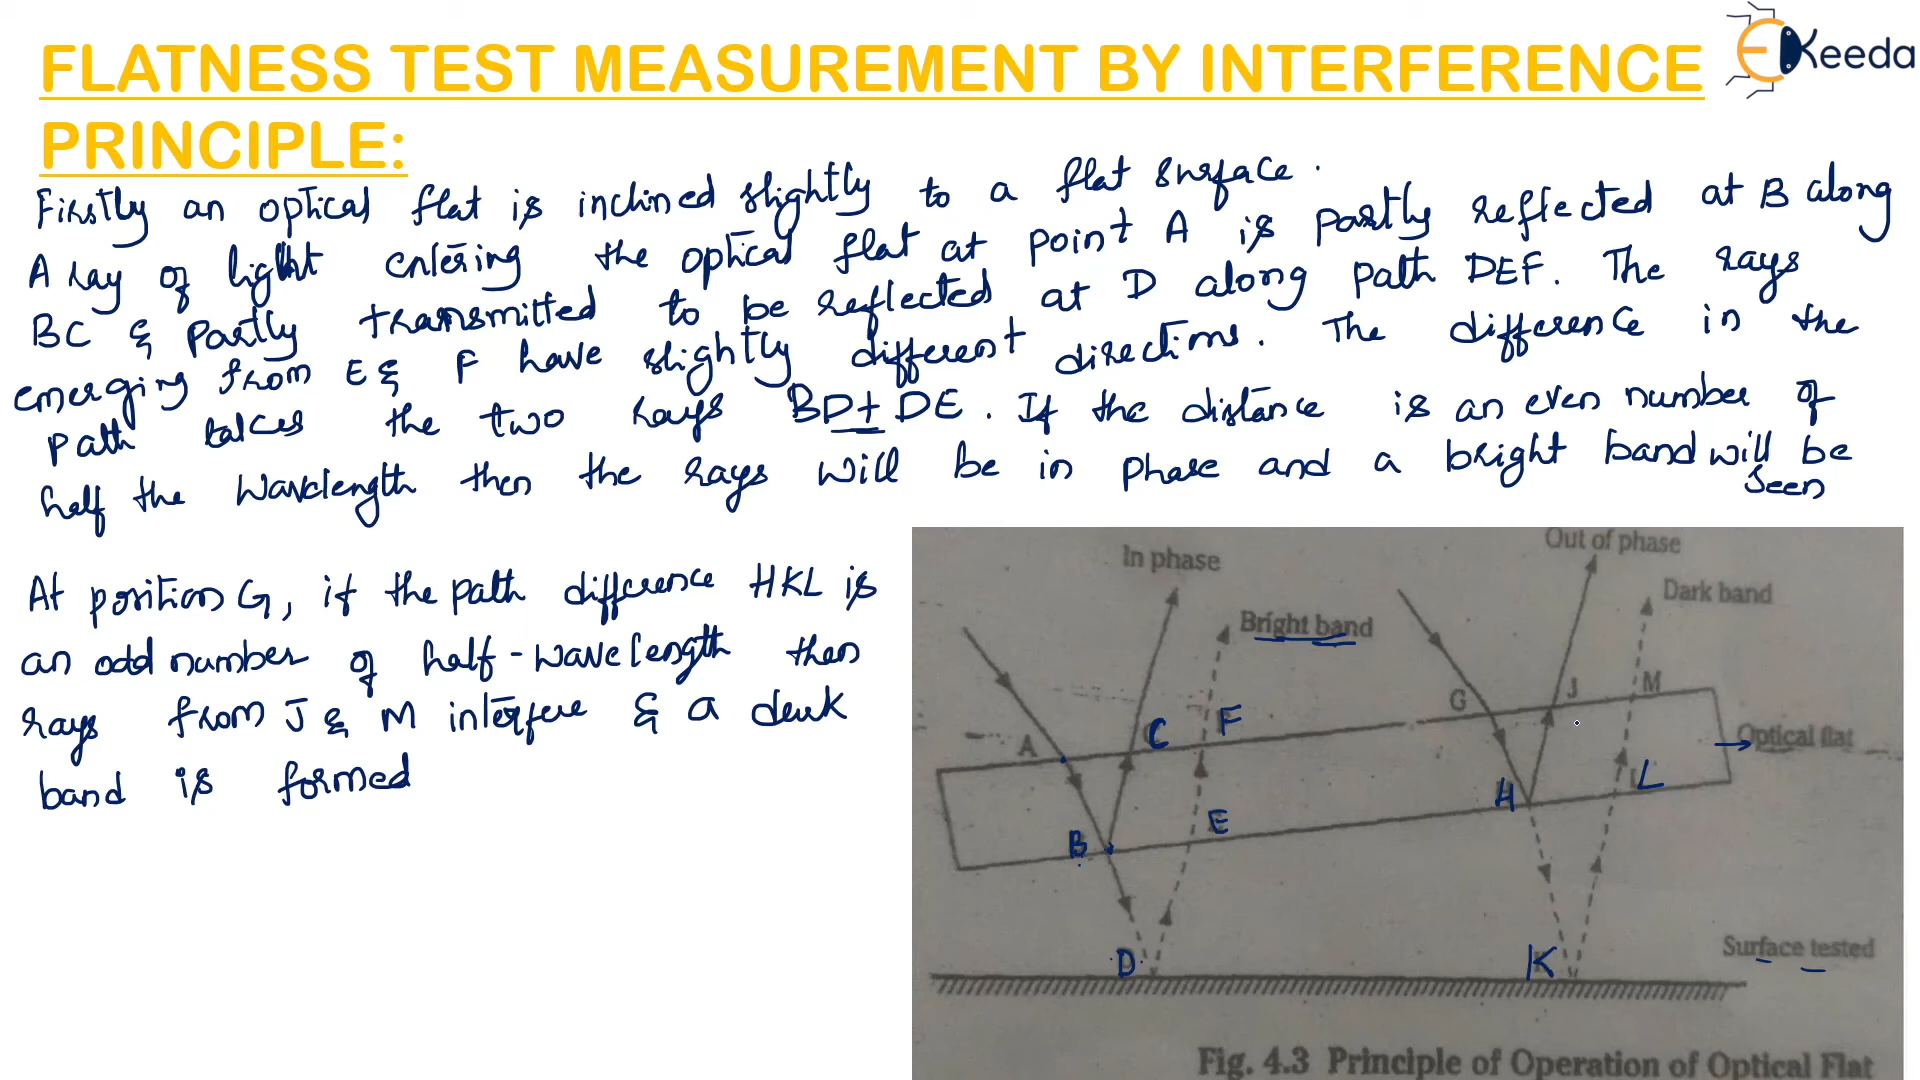 FLATNESS TEST MEASUREMENT BY INTERFERENCE
PRINCIPLE:
EKeeda
Firstly an optical flat is inclined slightly to a flat surface.
A ray of light entering the optical flat at point A is partly reflected at B along
BC & partly transmitted to be reflected at D along path DEF. The rays
emerging from E & F have slightly different directions. The difference in the
path takes the two rays BD+DE. If the distance is an even number of
half the wavelength then the rays will be in phase and a bright band will be
seen
At position G, if the path difference HKL is
an odd number of half-wavelength then
rays from J & M interfere & a dark
band is formed
In phase
Out of phase
Bright band
Dark band
A
C
F
G
J
M
Optical flat
B
E
H
L
D
K
Surface tested
Fig. 4.3 Principle of Operation of Optical Flat